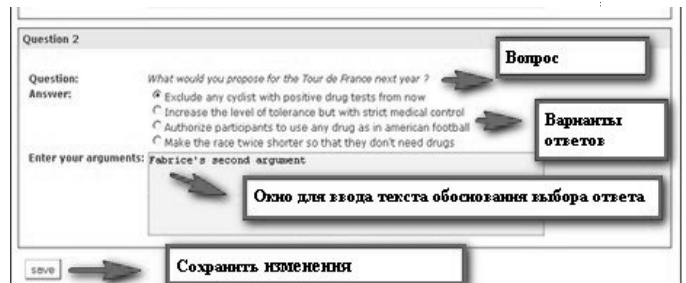 Question 2
Вопрос
Question: What would you propose for the Tour de France next year ?
Answer: Exclude any cyclist with positive drug tests from now
Increase the level of tolerance but with strict medical control
Authorize participants to use any drug as in american football
Make the race twice shorter so that they don't need drugs
Варианты
ответов
Enter your arguments: Fabrice's second argument
Окно для ввода текста обоснования выбора ответа
save
Сохранить изменения